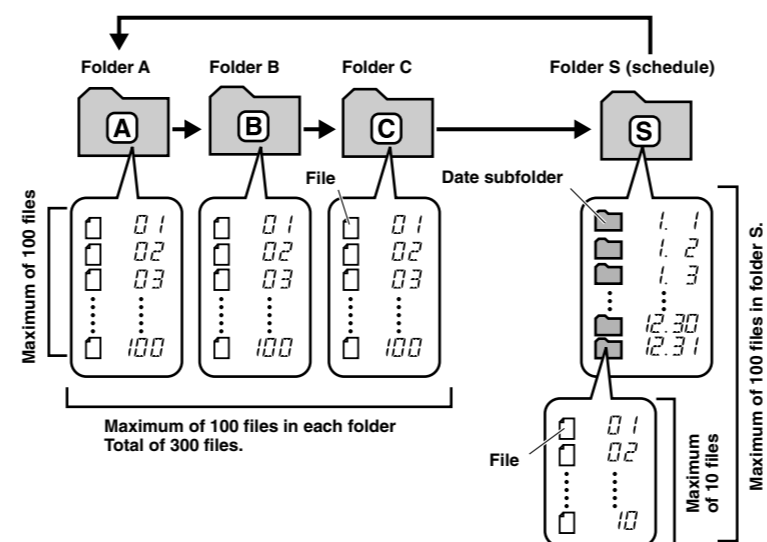 Folder A
Folder B
Folder C
Folder S (schedule)
A
B
C
S
File
Date subfolder
Maximum of 100 files
01
02
03
100
01
02
03
100
01
02
03
100
1. 1
1. 2
1. 3
12.30
12.31
Maximum of 100 files in folder S.
Maximum of 100 files in each folder
Total of 300 files.
File
01
02
10
Maximum
of 10 files